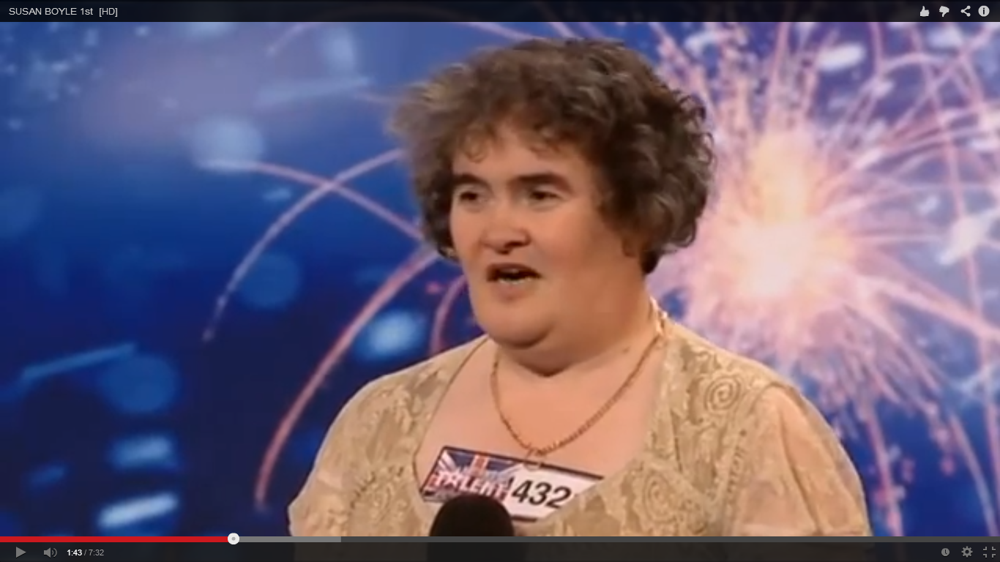 SUSAN BOYLE 1st [HD]
TALENT
432
1:43 / 7:32